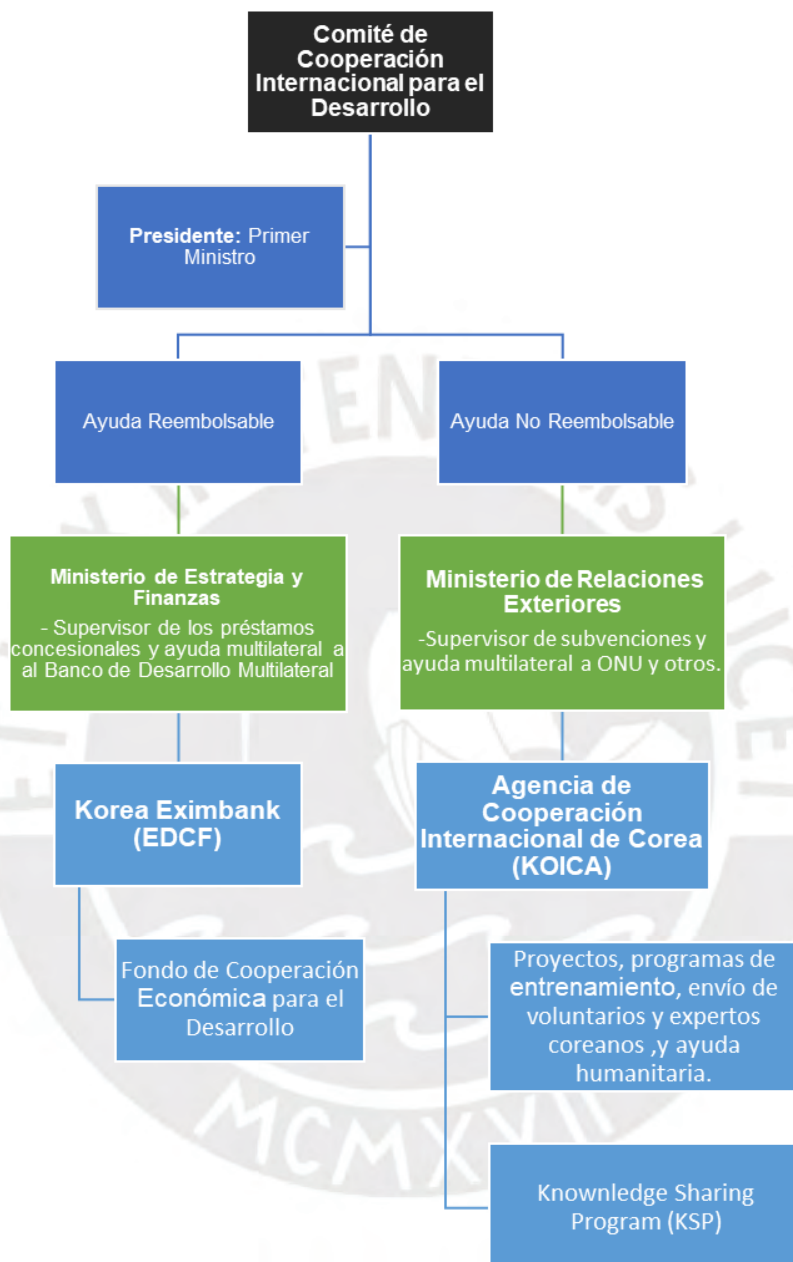 Comité de
Cooperación
Internacional para el
Desarrollo
Presidente: Primer
Ministro
Ayuda Reembolsable
Ayuda No Reembolsable
Ministerio de Estrategia y
Finanzas
- Supervisor de los préstamos
concesionales y ayuda multilateral a
al Banco de Desarrollo Multilateral
Ministerio de Relaciones
Exteriores
-Supervisor de subvenciones y
ayuda multilateral a ONU y otros.
Korea Eximbank
(EDCF)
Agencia de
Cooperación
Internacional de Corea
(KOICA)
Fondo de Cooperación
Económica para el
Desarrollo
Proyectos, programas de
entrenamiento, envío de
voluntarios y expertos
coreanos ,y ayuda
humanitaria.
Knownledge Sharing
Program (KSP)
MCMXVII